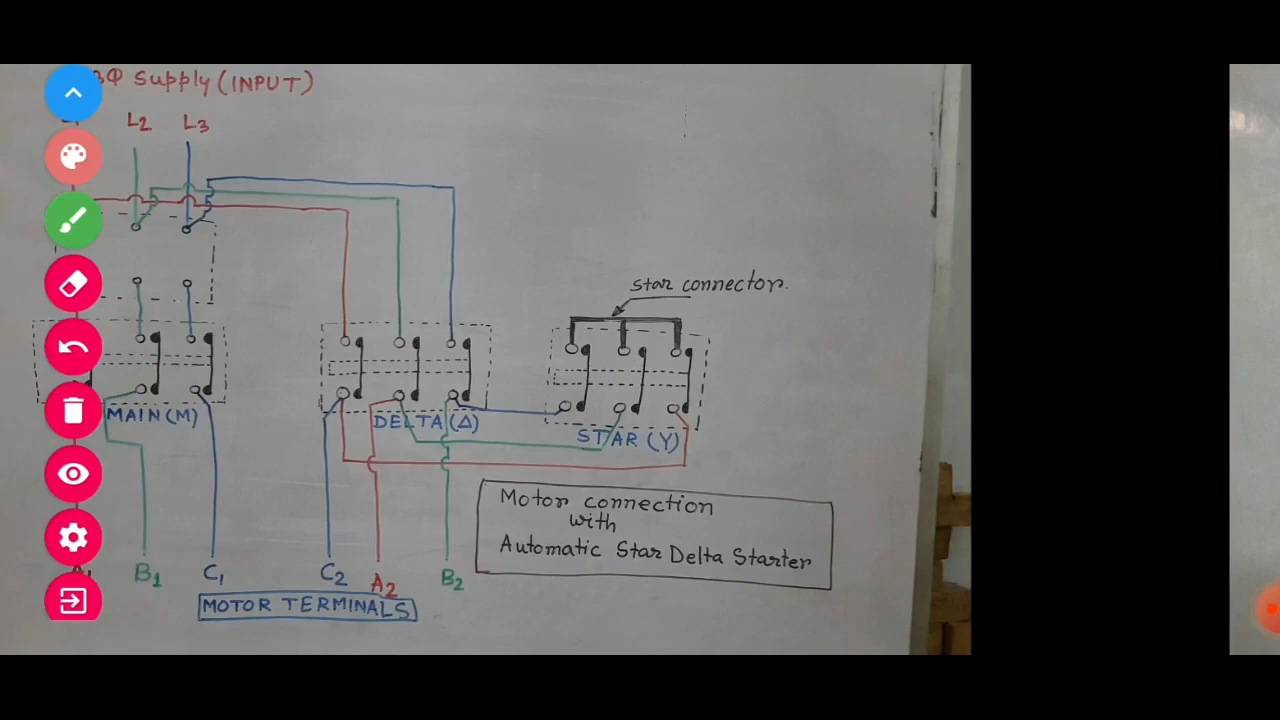 3Φ Supply (INPUT)
L2 L3
star connector.
MAIN (M)
DELTA (Δ)
STAR (Y)
Motor connection
with
Automatic Star Delta Starter
B1 C1 C2 A2 B2
MOTOR TERMINALS